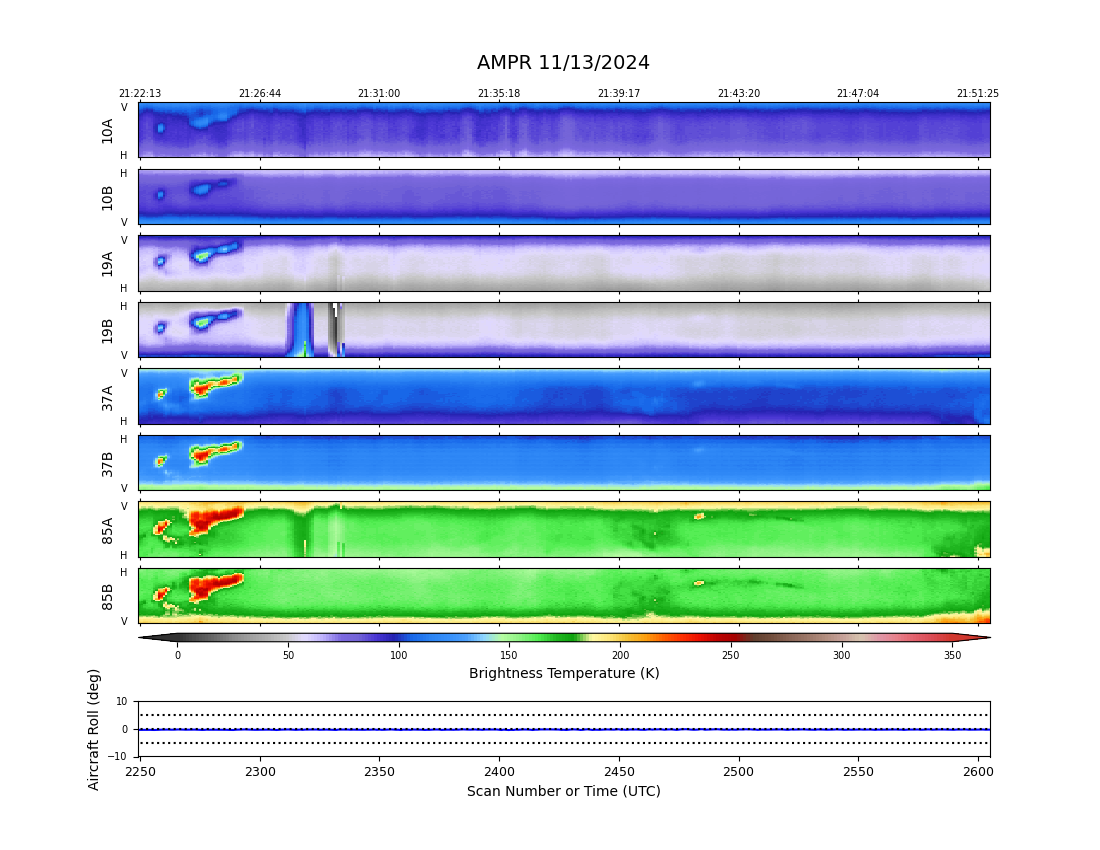 AMPR 11/13/2024
21:22:13 21:26:44 21:31:00 21:35:18 21:39:17 21:43:20 21:47:04 21:51:25
V
10A
H
H
10B
V
V
19A
H
H
19B
V
V
37A
H
H
37B
V
V
85A
H
H
85B
V
0 50 100 150 200 250 300 350
Brightness Temperature (K)
Aircraft Roll (deg)
10
0
−10
2250 2300 2350 2400 2450 2500 2550 2600
Scan Number or Time (UTC)